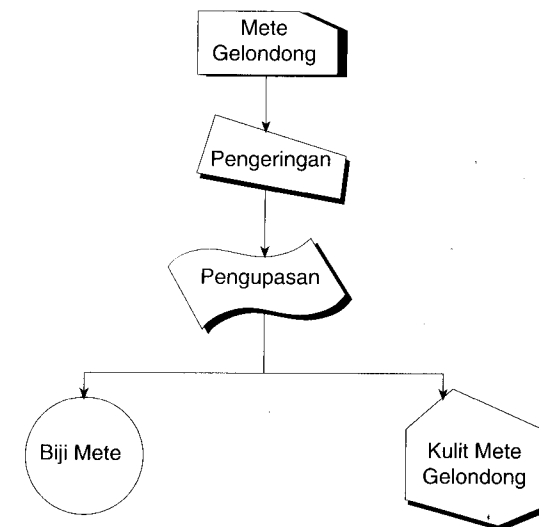 Mete
Gelondong
Pengeringan
Pengupasan
Biji Mete
Kulit Mete
Gelondong